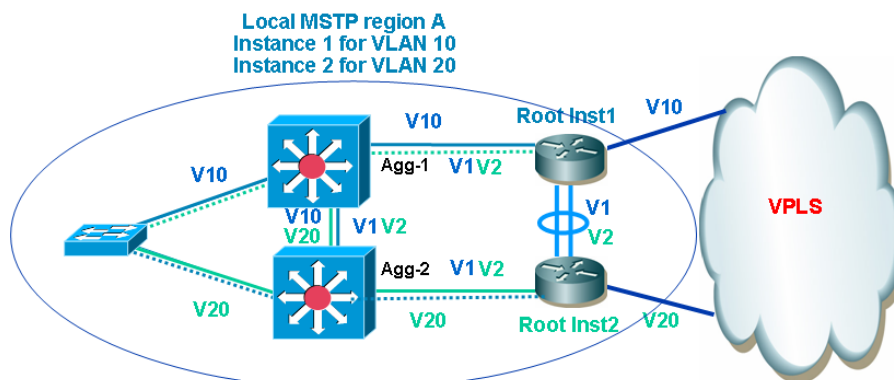 Local MSTP region A
Instance 1 for VLAN 10
Instance 2 for VLAN 20
V10
Root Inst1
V10
Agg-1
V1 V2
V10
V10
V20
V1 V2
V1
V2
VPLS
Agg-2
V1 V2
V20
V20
Root Inst2
V20